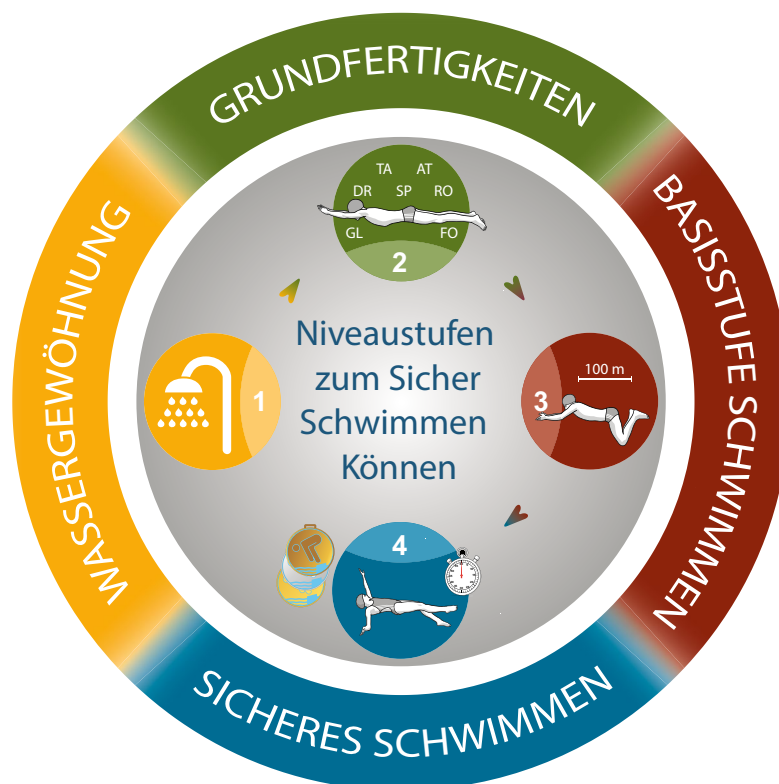 GRUNDFERTIGKEITEN
BASISSTUFE SCHWIMMEN
WASSERGEWÖHNUNG
SICHERES SCHWIMMEN
TA AT
DR SP RO
GL FO
2
Niveaustufen
zum Sicher
Schwimmen
Können
1
100 m
3
4